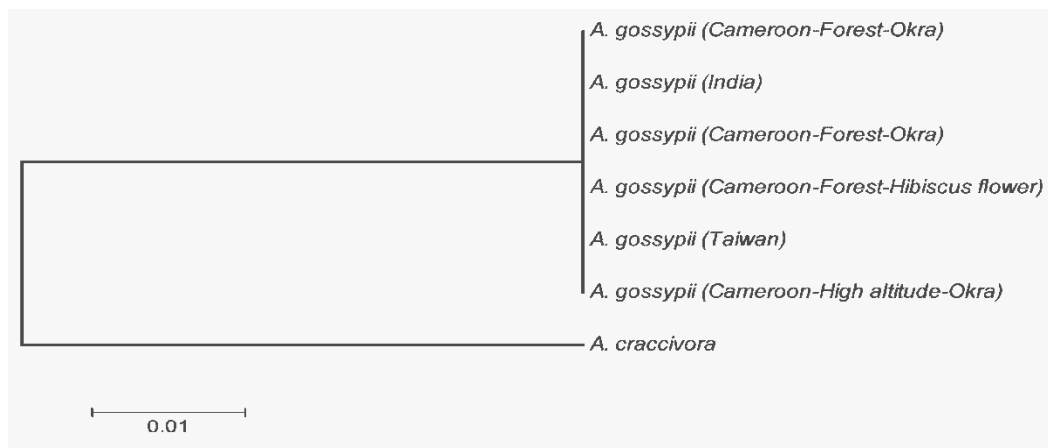 A. gossypii (Cameroon-Forest-Okra)
A. gossypii (India)
A. gossypii (Cameroon-Forest-Okra)
A. gossypii (Cameroon-Forest-Hibiscus flower)
A. gossypii (Taiwan)
A. gossypii (Cameroon-High altitude-Okra)
A. craccivora
0.01